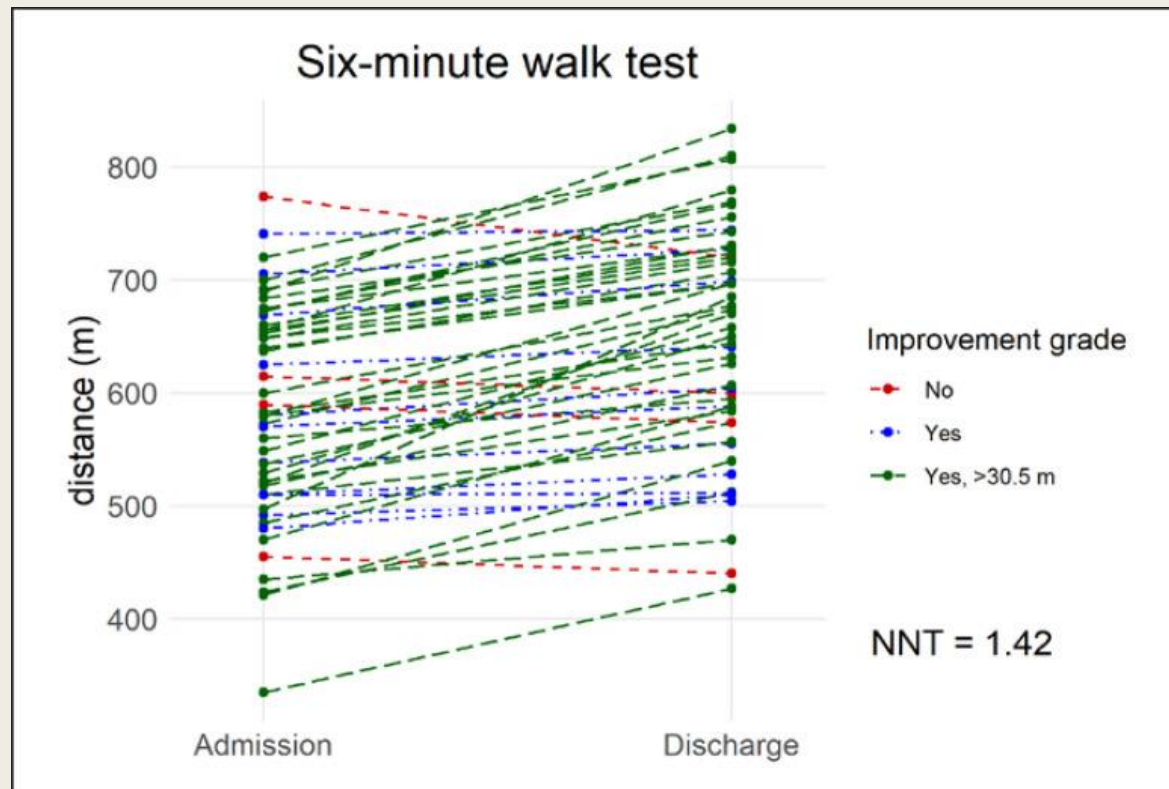 Six-minute walk test
800
700
600
500
400
distance (m)
Admission
Discharge
Improvement grade
No
Yes
Yes, >30.5 m
NNT = 1.42